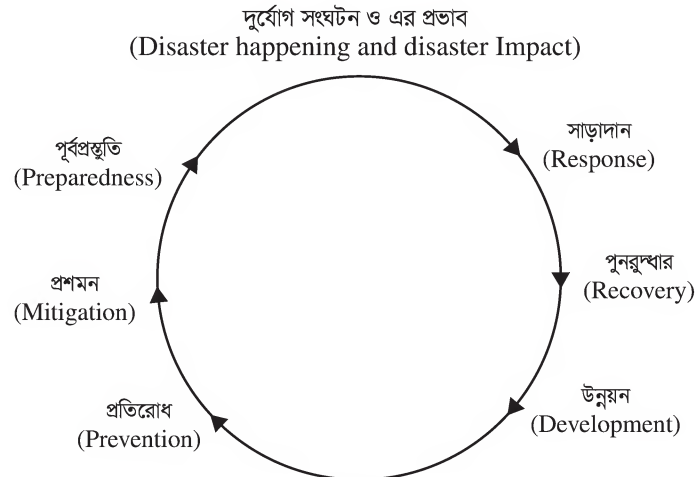 দুর্যোগ সংঘটন ও এর প্রভাব
(Disaster happening and disaster Impact)
সাড়াদান
(Response)
পুনরুদ্ধার
(Recovery)
উন্নয়ন
(Development)
প্রতিরোধ
(Prevention)
প্রশমন
(Mitigation)
পূর্বপ্রস্তুতি
(Preparedness)